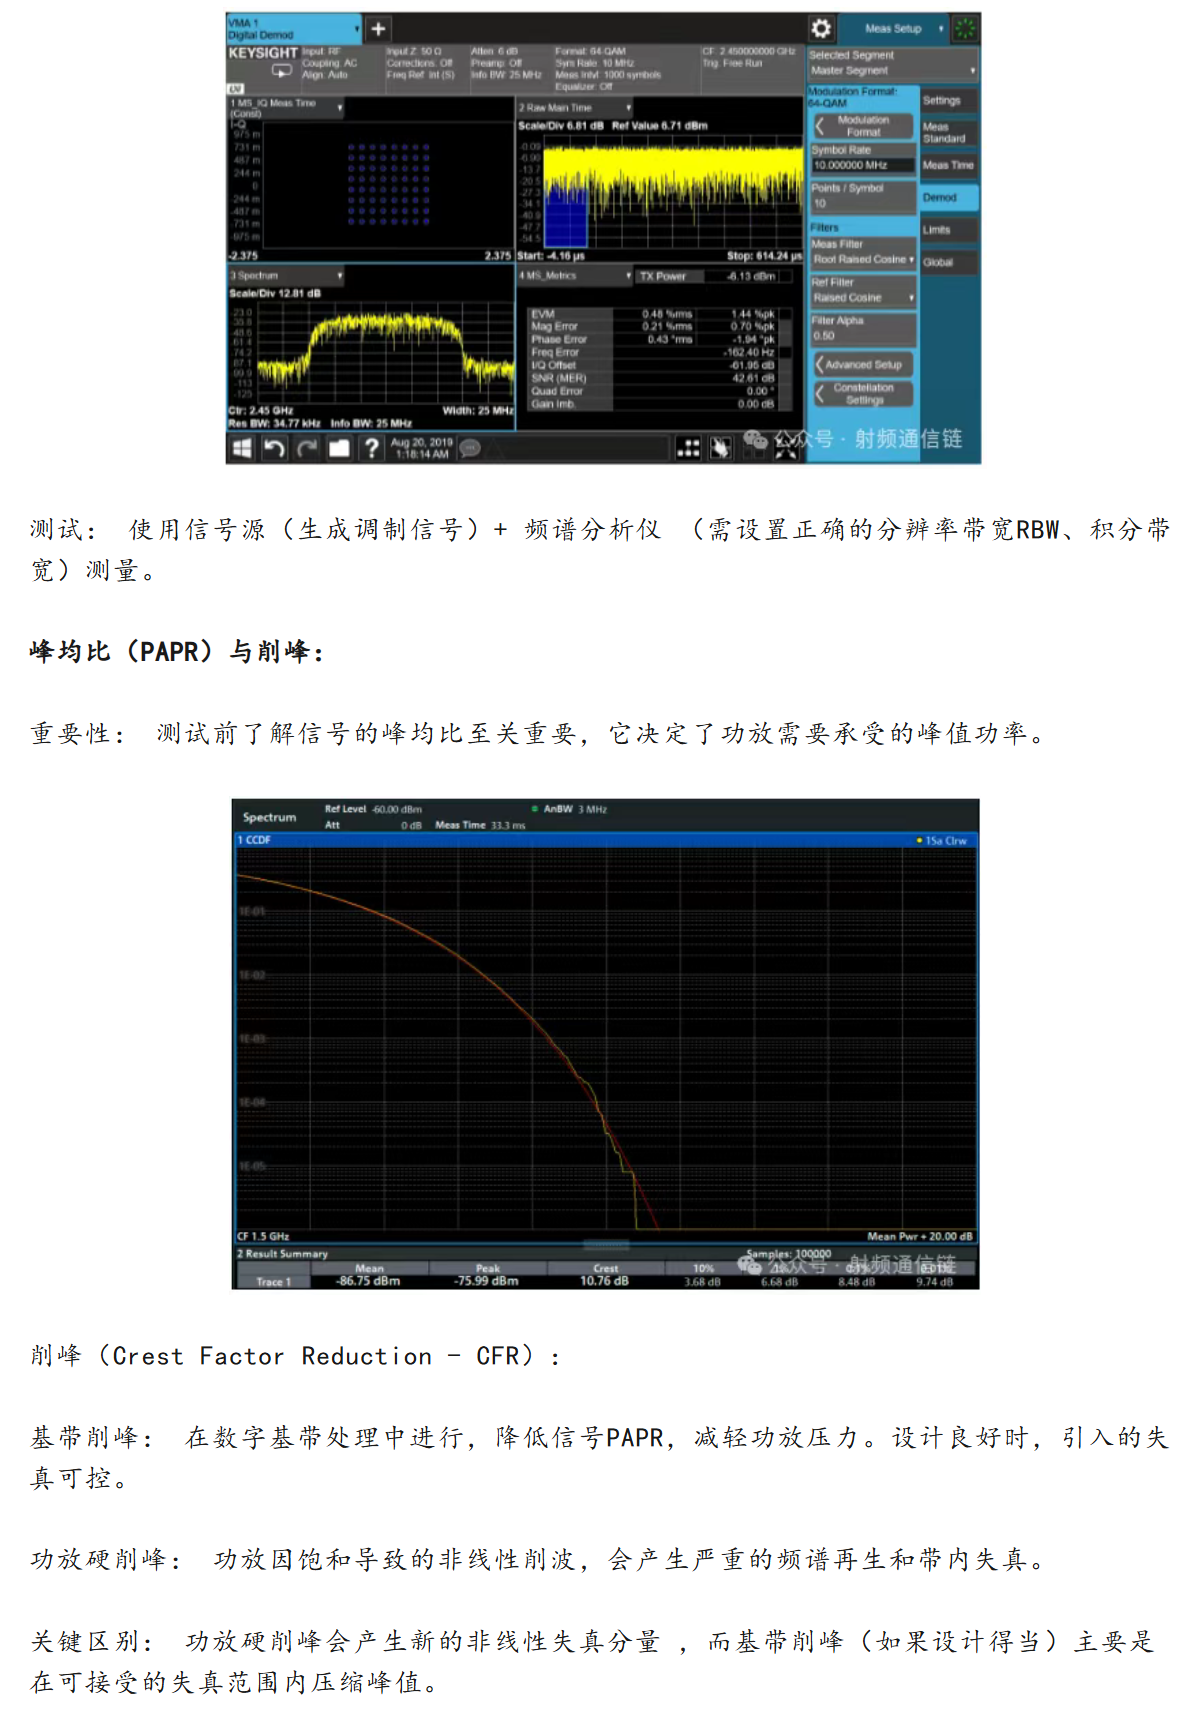 VMA 1
Digital Demod
Meas Setup
KEYSIGHT
Input: RF
Coupling: AC
Align: Auto
Input Z: 50 Ω
Corrections: Off
Freq Ref: Int (S)
Atten: 6 dB
Preamp: Off
Info BW: 25 MHz
Format: 64 QAM
Sym Rate: 10 MHz
Meas Intvl: 1000 symbols
Equalizer: Off
CF: 2.450000000 GHz
Trig: Free Run
Selected Segment
Master Segment
1 MS_IQ Meas Time
(Const)
I-Q
975 m
731 m
487 m
244 m
0
-244 m
-487 m
-731 m
-975 m
-2.375
2.375
2 Raw Main Time
Scale/Div 6.81 dB Ref Value 6.71 dBm
-0.09
-6.90
-13.7
-20.5
-27.3
-34.1
-40.9
-47.7
-54.5
Start: -4.16 µs
Stop: 614.24 µs
3 Spectrum
Scale/Div 12.81 dB
-23.0
-35.8
-48.6
-61.4
-74.2
-87.1
-99.9
-113
-125
Ctr: 2.45 GHz
Width: 25 MHz
Res BW: 34.77 kHz Info BW: 25 MHz
4 MS_Metrics
TX Power
-6.13 dBm
EVM 0.48 %rms 1.44 %pk
Mag Error 0.21 %rms 0.70 %pk
Phase Error 0.43 °rms -1.94 °pk
Freq Error -162.40 Hz
I/Q Offset -61.95 dB
SNR (MER) 42.61 dB
Quad Error 0.00 °
Gain Imb. 0.00 dB
Modulation Format:
64-QAM
Modulation
Format
Symbol Rate
10.000000 MHz
Points / Symbol
10
Filters
Meas Filter
Root Raised Cosine
Ref Filter
Raised Cosine
Filter Alpha
0.50
Advanced Setup
Constellation
Settings
Settings
Meas
Standard
Meas Time
Demod
Limits
Global
Aug 20, 2019
1:18:14 AM
公众号 · 射频通信链
测试： 使用信号源（生成调制信号）+ 频谱分析仪 （需设置正确的分辨率带宽RBW、积分带
宽）测量。
峰均比（PAPR）与削峰：
重要性： 测试前了解信号的峰均比至关重要，它决定了功放需要承受的峰值功率。
Spectrum
Ref Level -60.00 dBm
Att 0 dB Meas Time 33.3 ms
AnBW 3 MHz
1 CCDF
1Sa Clrw
1E-01
1E-02
1E-03
1E-04
1E-05
CF 1.5 GHz
Mean Pwr + 20.00 dB
2 Result Summary
Samples: 100000
Mean Peak Crest 10% 1% 0.1% 0.01%
Trace 1 -86.75 dBm -75.99 dBm 10.76 dB 3.68 dB 6.68 dB 8.48 dB 9.74 dB
公众号 · 射频通信链
削峰（Crest Factor Reduction - CFR）:
基带削峰： 在数字基带处理中进行，降低信号PAPR，减轻功放压力。设计良好时，引入的失
真可控。
功放硬削峰： 功放因饱和导致的非线性削波，会产生严重的频谱再生和带内失真。
关键区别： 功放硬削峰会产生新的非线性失真分量 ，而基带削峰（如果设计得当）主要是
在可接受的失真范围内压缩峰值。